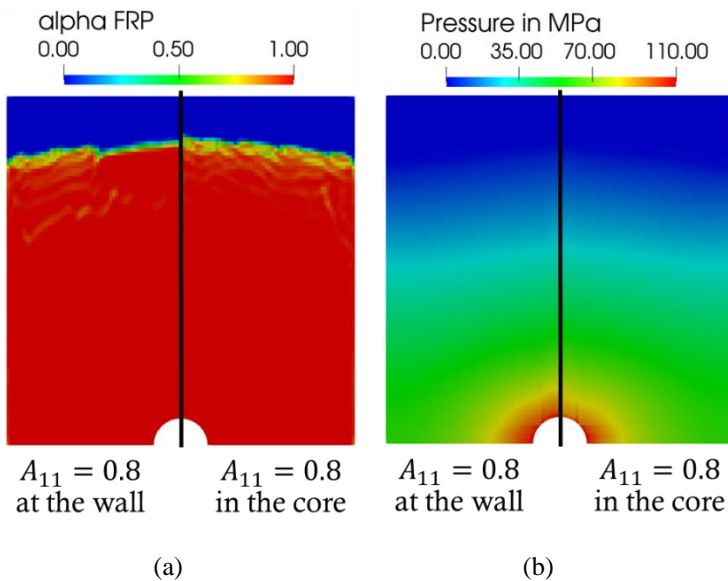 alpha FRP
0.00 0.50 1.00
Pressure in MPa
0.00 35.00 70.00 110.00
A₁₁ = 0.8
at the wall
A₁₁ = 0.8
in the core
A₁₁ = 0.8
at the wall
A₁₁ = 0.8
in the core
(a)
(b)